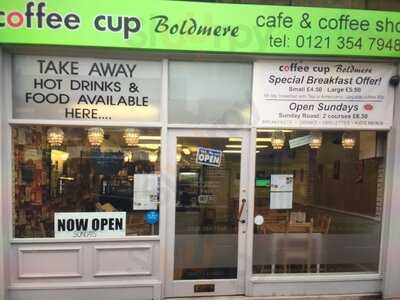 coffee cup Boldmere
cafe & coffee sho
tel: 0121 354 7948
TAKE AWAY
HOT DRINKS &
FOOD AVAILABLE
HERE....
coffee cup Boldmere
Special Breakfast Offer!
Small £4.50 Large £5.50
Open Sundays
Sunday Roast: 2 courses £6.50
OPEN
NOW OPEN
SUNDAYS